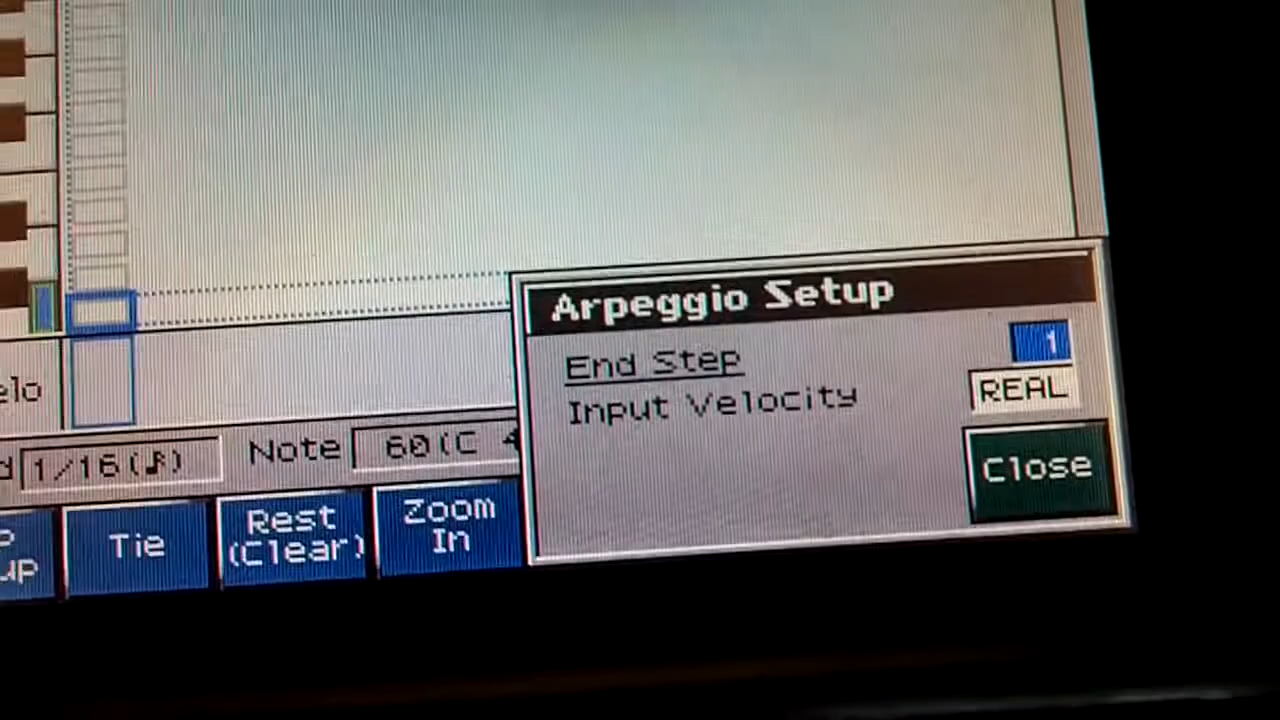 Arpeggio Setup
End Step 1
Input Velocity REAL
Close
elo
1/16(♪) Note 60(C
up
Tie
Rest
(Clear)
Zoom
In